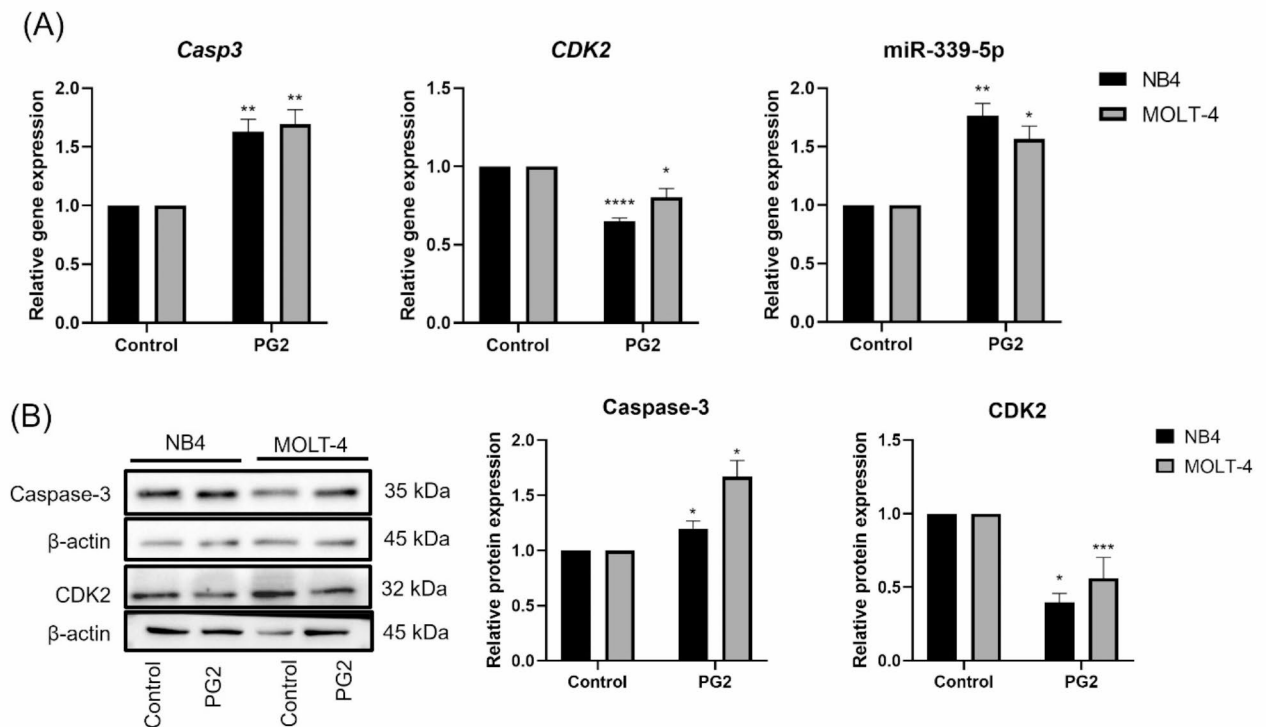 (A)
Casp3
CDK2
miR-339-5p
NB4
MOLT-4
Relative gene expression
2.0
1.5
1.0
0.5
0.0
** **
Control PG2
Relative gene expression
1.5
1.0
0.5
0.0
**** *
Control PG2
Relative gene expression
2.0
1.5
1.0
0.5
0.0
** *
Control PG2
(B)
NB4 MOLT-4
Caspase-3 35 kDa
β-actin 45 kDa
CDK2 32 kDa
β-actin 45 kDa
Control PG2 Control PG2
Caspase-3
Relative protein expression
2.0
1.5
1.0
0.5
0.0
* *
Control PG2
CDK2
Relative protein expression
1.5
1.0
0.5
0.0
* ***
Control PG2
NB4
MOLT-4